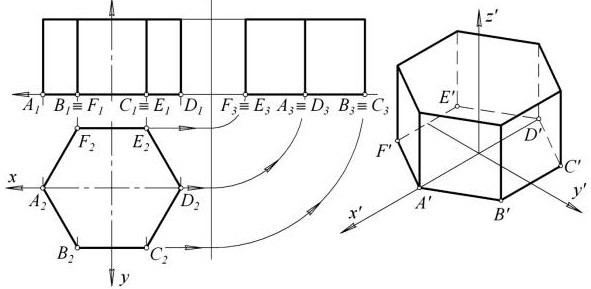 z'
A₁ B₁ ≡ F₁ C₁ ≡ E₁ D₁ F₃ ≡ E₃ A₃ ≡ D₃ B₃ ≡ C₃
F₂ E₂
E' D'
F' C'
x A₂ D₂ x' A' B' y'
B₂ C₂
y